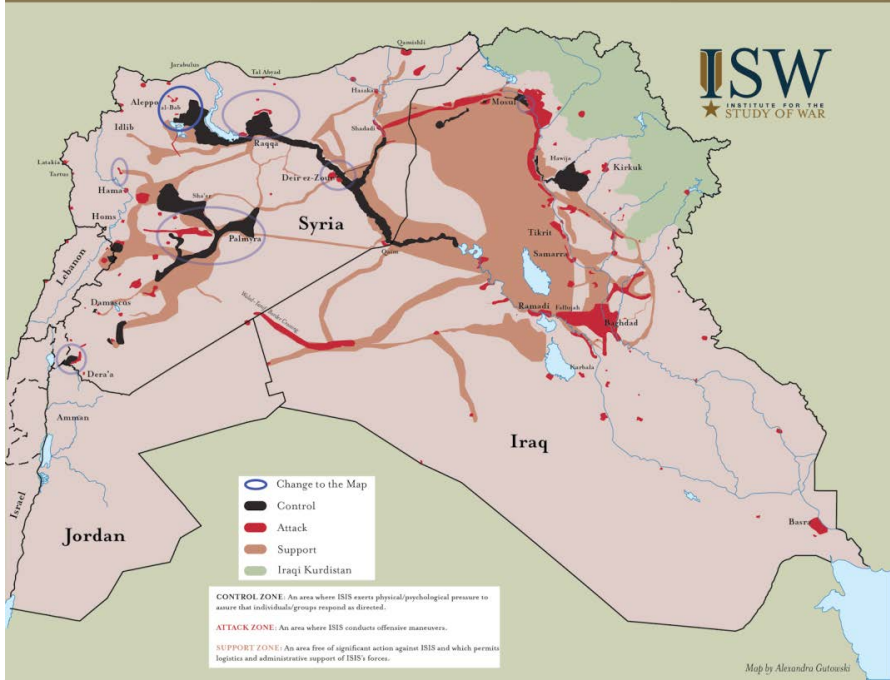 ISW
INSTITUTE FOR THE
STUDY OF WAR
Qamishli
Jarabulus
Tal Abyad
Hasaka
Aleppo
al-Bab
Mosul
Idlib
Shadadi
Raqqa
Hawija
Kirkuk
Latakia
Tartus
Deir ez-Zour
Hama
Sha'er
Homs
Syria
Tikrit
Palmyra
Samarra
Qaim
Lebanon
Damascus
Ramadi
Fallujah
Baghdad
Walid-Tanf Border Crossing
Dera'a
Karbala
Amman
Iraq
Israel
Jordan
Basra
Change to the Map
Control
Attack
Support
Iraqi Kurdistan
CONTROL ZONE: An area where ISIS exerts physical/psychological pressure to
assure that individuals/groups respond as directed.
ATTACK ZONE: An area where ISIS conducts offensive maneuvers.
SUPPORT ZONE: An area free of significant action against ISIS and which permits
logistics and administrative support of ISIS's forces.
Map by Alexandra Gutowski